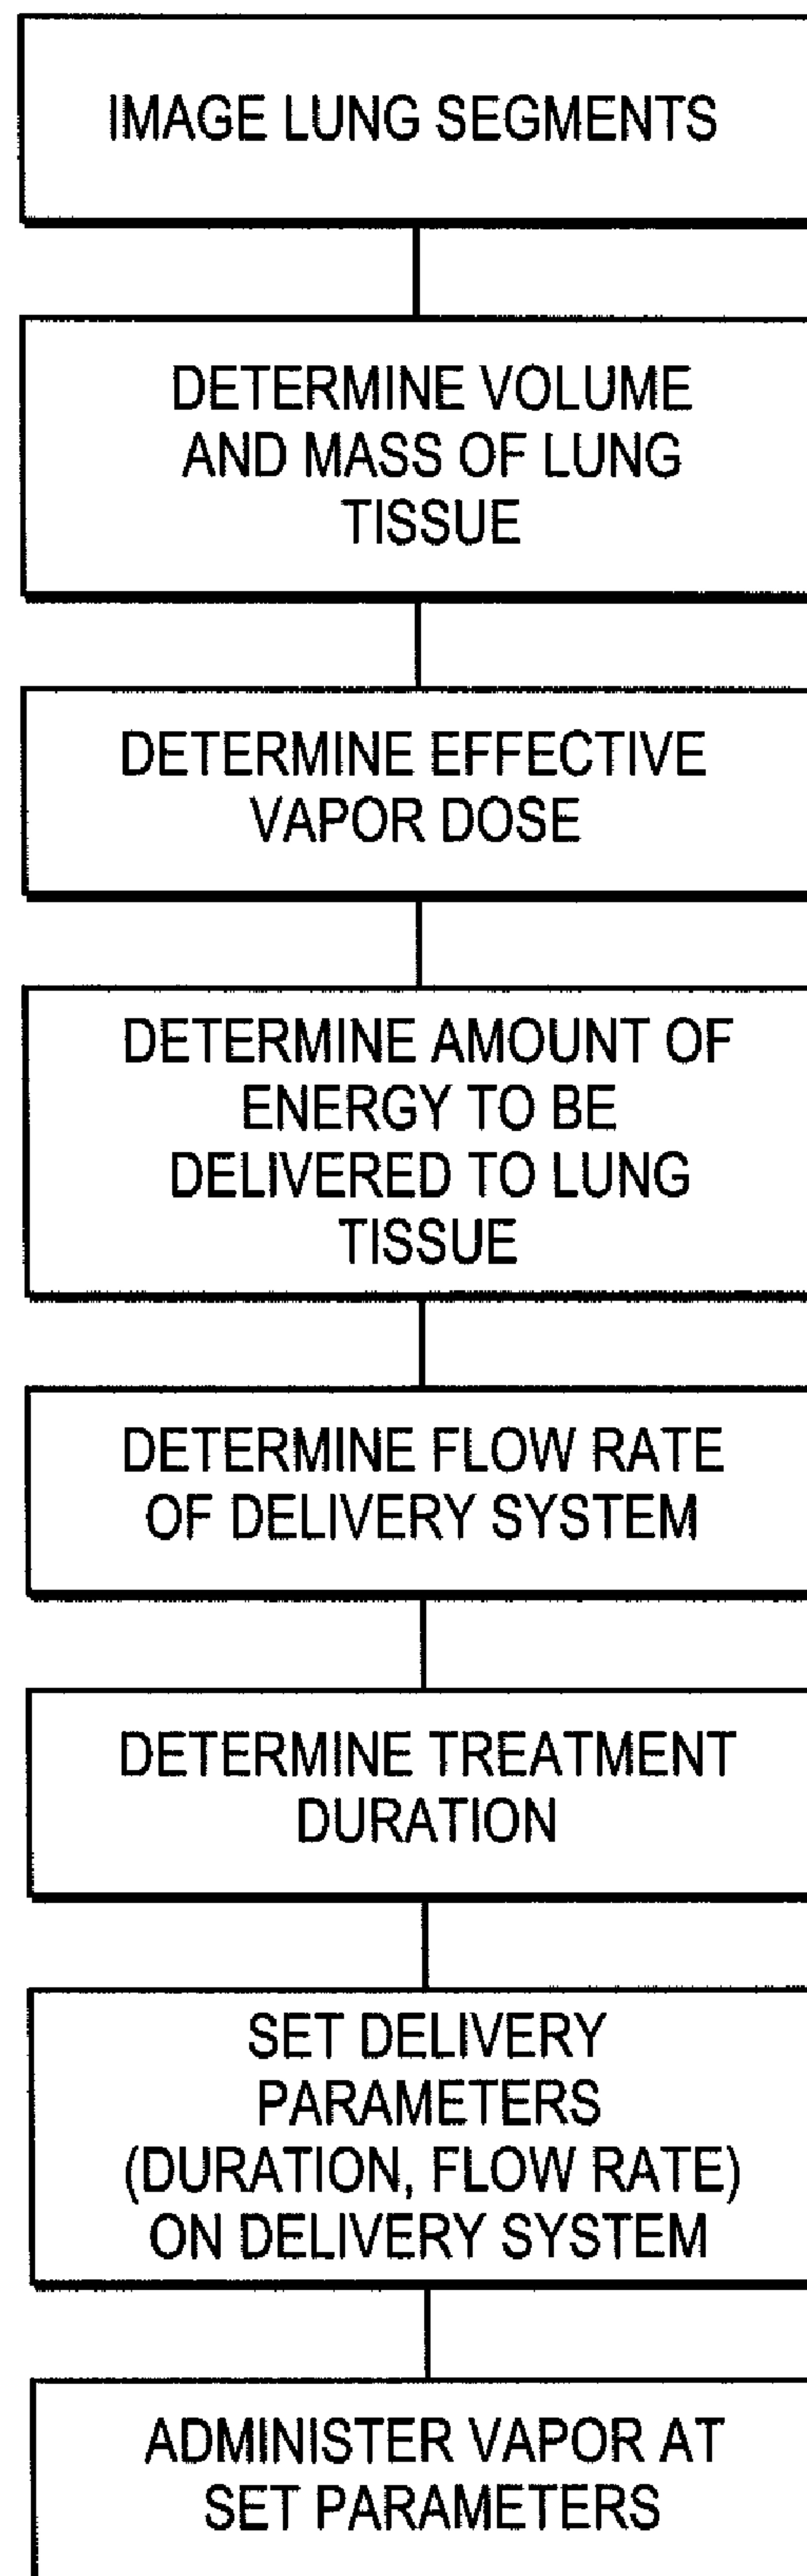 IMAGE LUNG SEGMENTS
DETERMINE VOLUME
AND MASS OF LUNG
TISSUE
DETERMINE EFFECTIVE
VAPOR DOSE
DETERMINE AMOUNT OF
ENERGY TO BE
DELIVERED TO LUNG
TISSUE
DETERMINE FLOW RATE
OF DELIVERY SYSTEM
DETERMINE TREATMENT
DURATION
SET DELIVERY
PARAMETERS
(DURATION, FLOW RATE)
ON DELIVERY SYSTEM
ADMINISTER VAPOR AT
SET PARAMETERS